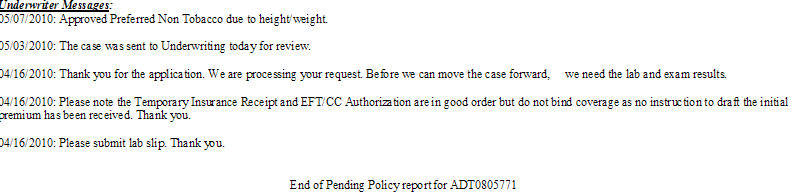 Underwriter Messages:
05/07/2010: Approved Preferred Non Tobacco due to height/weight.
05/03/2010: The case was sent to Underwriting today for review.
04/16/2010: Thank you for the application. We are processing your request. Before we can move the case forward, we need the lab and exam results.
04/16/2010: Please note the Temporary Insurance Receipt and EFT/CC Authorization are in good order but do not bind coverage as no instruction to draft the initial
premium has been received. Thank you.
04/16/2010: Please submit lab slip. Thank you.
End of Pending Policy report for ADT0805771